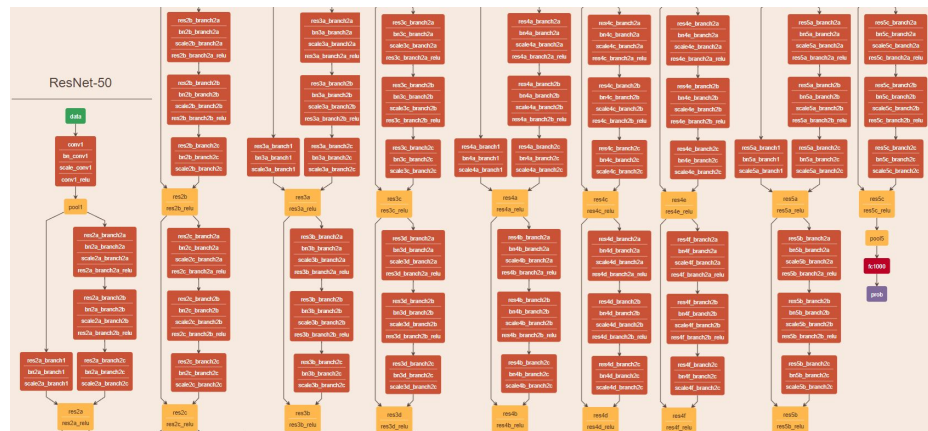 ResNet-50
data
conv1
bn_conv1
scale_conv1
conv1_relu
pool1
res2a_branch2a
bn2a_branch2a
scale2a_branch2a
res2a_branch2a_relu
res2a_branch2b
bn2a_branch2b
scale2a_branch2b
res2a_branch2b_relu
res2a_branch1
bn2a_branch1
scale2a_branch1
res2a_branch2c
bn2a_branch2c
scale2a_branch2c
res2a
res2a_relu
res2b_branch2a
bn2b_branch2a
scale2b_branch2a
res2b_branch2a_relu
res2b_branch2b
bn2b_branch2b
scale2b_branch2b
res2b_branch2b_relu
res2b_branch2c
bn2b_branch2c
scale2b_branch2c
res2b
res2b_relu
res2c_branch2a
bn2c_branch2a
scale2c_branch2a
res2c_branch2a_relu
res2c_branch2b
bn2c_branch2b
scale2c_branch2b
res2c_branch2b_relu
res2c_branch2c
bn2c_branch2c
scale2c_branch2c
res2c
res2c_relu
res3a_branch2a
bn3a_branch2a
scale3a_branch2a
res3a_branch2a_relu
res3a_branch2b
bn3a_branch2b
scale3a_branch2b
res3a_branch2b_relu
res3a_branch1
bn3a_branch1
scale3a_branch1
res3a_branch2c
bn3a_branch2c
scale3a_branch2c
res3a
res3a_relu
res3b_branch2a
bn3b_branch2a
scale3b_branch2a
res3b_branch2a_relu
res3b_branch2b
bn3b_branch2b
scale3b_branch2b
res3b_branch2b_relu
res3b_branch2c
bn3b_branch2c
scale3b_branch2c
res3b
res3b_relu
res3c_branch2a
bn3c_branch2a
scale3c_branch2a
res3c_branch2a_relu
res3c_branch2b
bn3c_branch2b
scale3c_branch2b
res3c_branch2b_relu
res3c_branch2c
bn3c_branch2c
scale3c_branch2c
res3c
res3c_relu
res3d_branch2a
bn3d_branch2a
scale3d_branch2a
res3d_branch2a_relu
res3d_branch2b
bn3d_branch2b
scale3d_branch2b
res3d_branch2b_relu
res3d_branch2c
bn3d_branch2c
scale3d_branch2c
res3d
res3d_relu
res4a_branch2a
bn4a_branch2a
scale4a_branch2a
res4a_branch2a_relu
res4a_branch2b
bn4a_branch2b
scale4a_branch2b
res4a_branch2b_relu
res4a_branch1
bn4a_branch1
scale4a_branch1
res4a_branch2c
bn4a_branch2c
scale4a_branch2c
res4a
res4a_relu
res4b_branch2a
bn4b_branch2a
scale4b_branch2a
res4b_branch2a_relu
res4b_branch2b
bn4b_branch2b
scale4b_branch2b
res4b_branch2b_relu
res4b_branch2c
bn4b_branch2c
scale4b_branch2c
res4b
res4b_relu
res4c_branch2a
bn4c_branch2a
scale4c_branch2a
res4c_branch2a_relu
res4c_branch2b
bn4c_branch2b
scale4c_branch2b
res4c_branch2b_relu
res4c_branch2c
bn4c_branch2c
scale4c_branch2c
res4c
res4c_relu
res4d_branch2a
bn4d_branch2a
scale4d_branch2a
res4d_branch2a_relu
res4d_branch2b
bn4d_branch2b
scale4d_branch2b
res4d_branch2b_relu
res4d_branch2c
bn4d_branch2c
scale4d_branch2c
res4d
res4d_relu
res4e_branch2a
bn4e_branch2a
scale4e_branch2a
res4e_branch2a_relu
res4e_branch2b
bn4e_branch2b
scale4e_branch2b
res4e_branch2b_relu
res4e_branch2c
bn4e_branch2c
scale4e_branch2c
res4e
res4e_relu
res4f_branch2a
bn4f_branch2a
scale4f_branch2a
res4f_branch2a_relu
res4f_branch2b
bn4f_branch2b
scale4f_branch2b
res4f_branch2b_relu
res4f_branch2c
bn4f_branch2c
scale4f_branch2c
res4f
res4f_relu
res5a_branch2a
bn5a_branch2a
scale5a_branch2a
res5a_branch2a_relu
res5a_branch2b
bn5a_branch2b
scale5a_branch2b
res5a_branch2b_relu
res5a_branch1
bn5a_branch1
scale5a_branch1
res5a_branch2c
bn5a_branch2c
scale5a_branch2c
res5a
res5a_relu
res5b_branch2a
bn5b_branch2a
scale5b_branch2a
res5b_branch2a_relu
res5b_branch2b
bn5b_branch2b
scale5b_branch2b
res5b_branch2b_relu
res5b_branch2c
bn5b_branch2c
scale5b_branch2c
res5b
res5b_relu
res5c_branch2a
bn5c_branch2a
scale5c_branch2a
res5c_branch2a_relu
res5c_branch2b
bn5c_branch2b
scale5c_branch2b
res5c_branch2b_relu
res5c_branch2c
bn5c_branch2c
scale5c_branch2c
res5c
res5c_relu
pool5
fc1000
prob